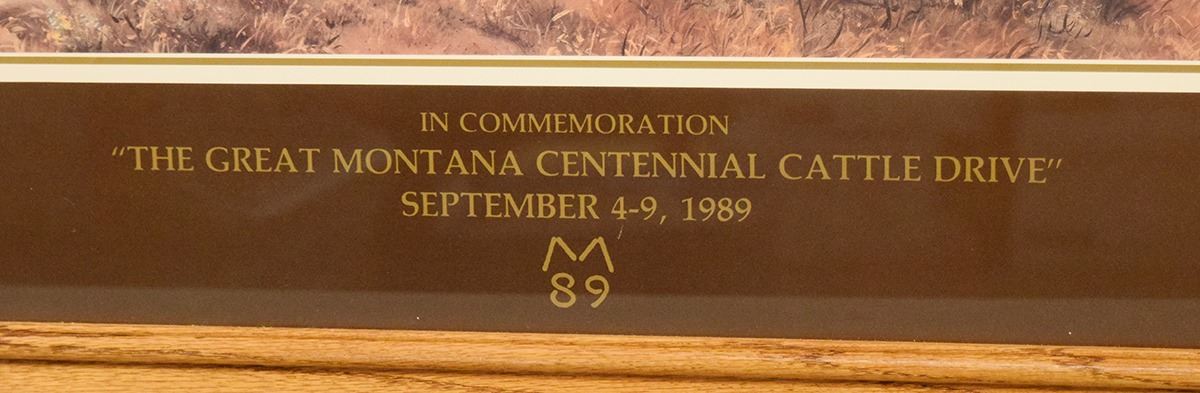 IN COMMEMORATION
"THE GREAT MONTANA CENTENNIAL CATTLE DRIVE"
SEPTEMBER 4-9, 1989
M
89